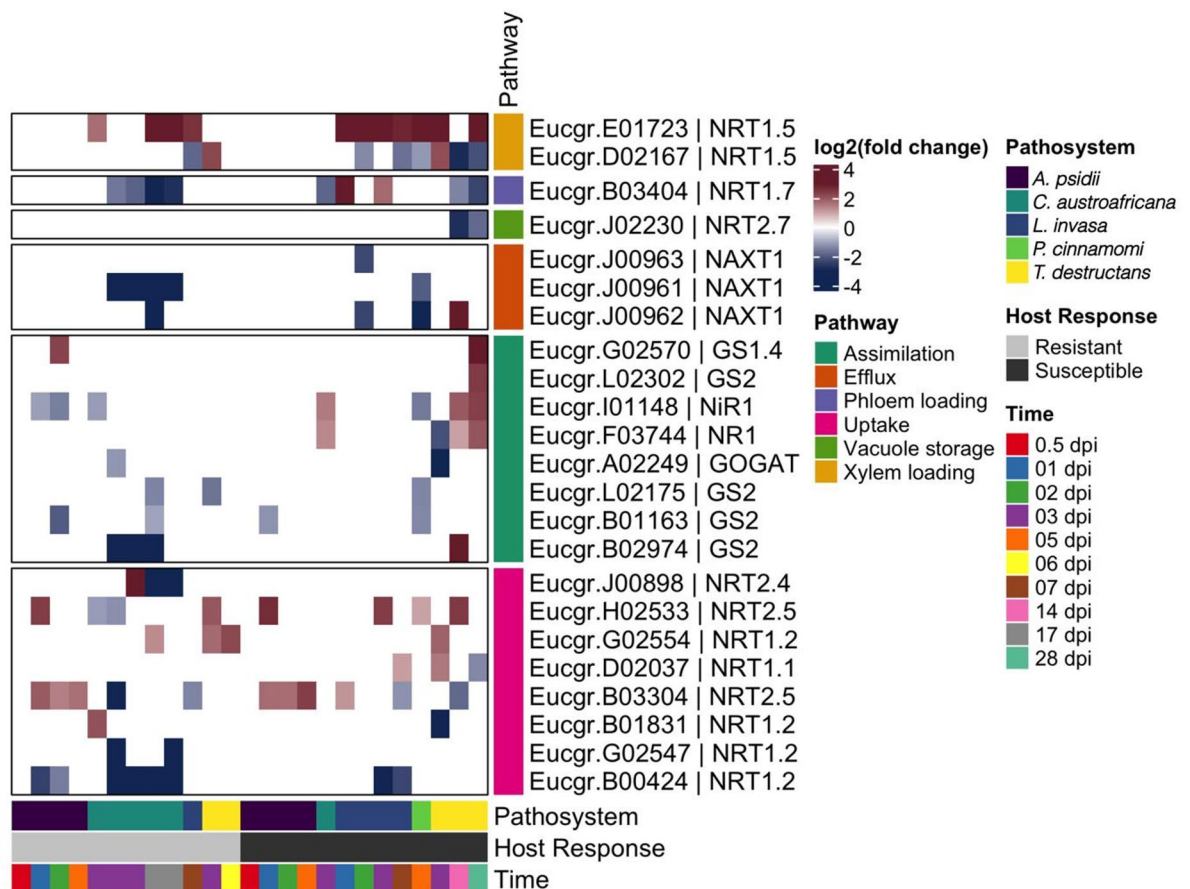 Pathway
Eucgr.E01723 | NRT1.5
Eucgr.D02167 | NRT1.5
Eucgr.B03404 | NRT1.7
Eucgr.J02230 | NRT2.7
Eucgr.J00963 | NAXT1
Eucgr.J00961 | NAXT1
Eucgr.J00962 | NAXT1
Eucgr.G02570 | GS1.4
Eucgr.L02302 | GS2
Eucgr.I01148 | NiR1
Eucgr.F03744 | NR1
Eucgr.A02249 | GOGAT
Eucgr.L02175 | GS2
Eucgr.B01163 | GS2
Eucgr.B02974 | GS2
Eucgr.J00898 | NRT2.4
Eucgr.H02533 | NRT2.5
Eucgr.G02554 | NRT1.2
Eucgr.D02037 | NRT1.1
Eucgr.B03304 | NRT2.5
Eucgr.B01831 | NRT1.2
Eucgr.G02547 | NRT1.2
Eucgr.B00424 | NRT1.2
Pathosystem
Host Response
Time
log2(fold change)
4
2
0
-2
-4
Pathway
Assimilation
Efflux
Phloem loading
Uptake
Vacuole storage
Xylem loading
Pathosystem
A. psidii
C. austroafricana
L. invasa
P. cinnamomi
T. destructans
Host Response
Resistant
Susceptible
Time
0.5 dpi
01 dpi
02 dpi
03 dpi
05 dpi
06 dpi
07 dpi
14 dpi
17 dpi
28 dpi